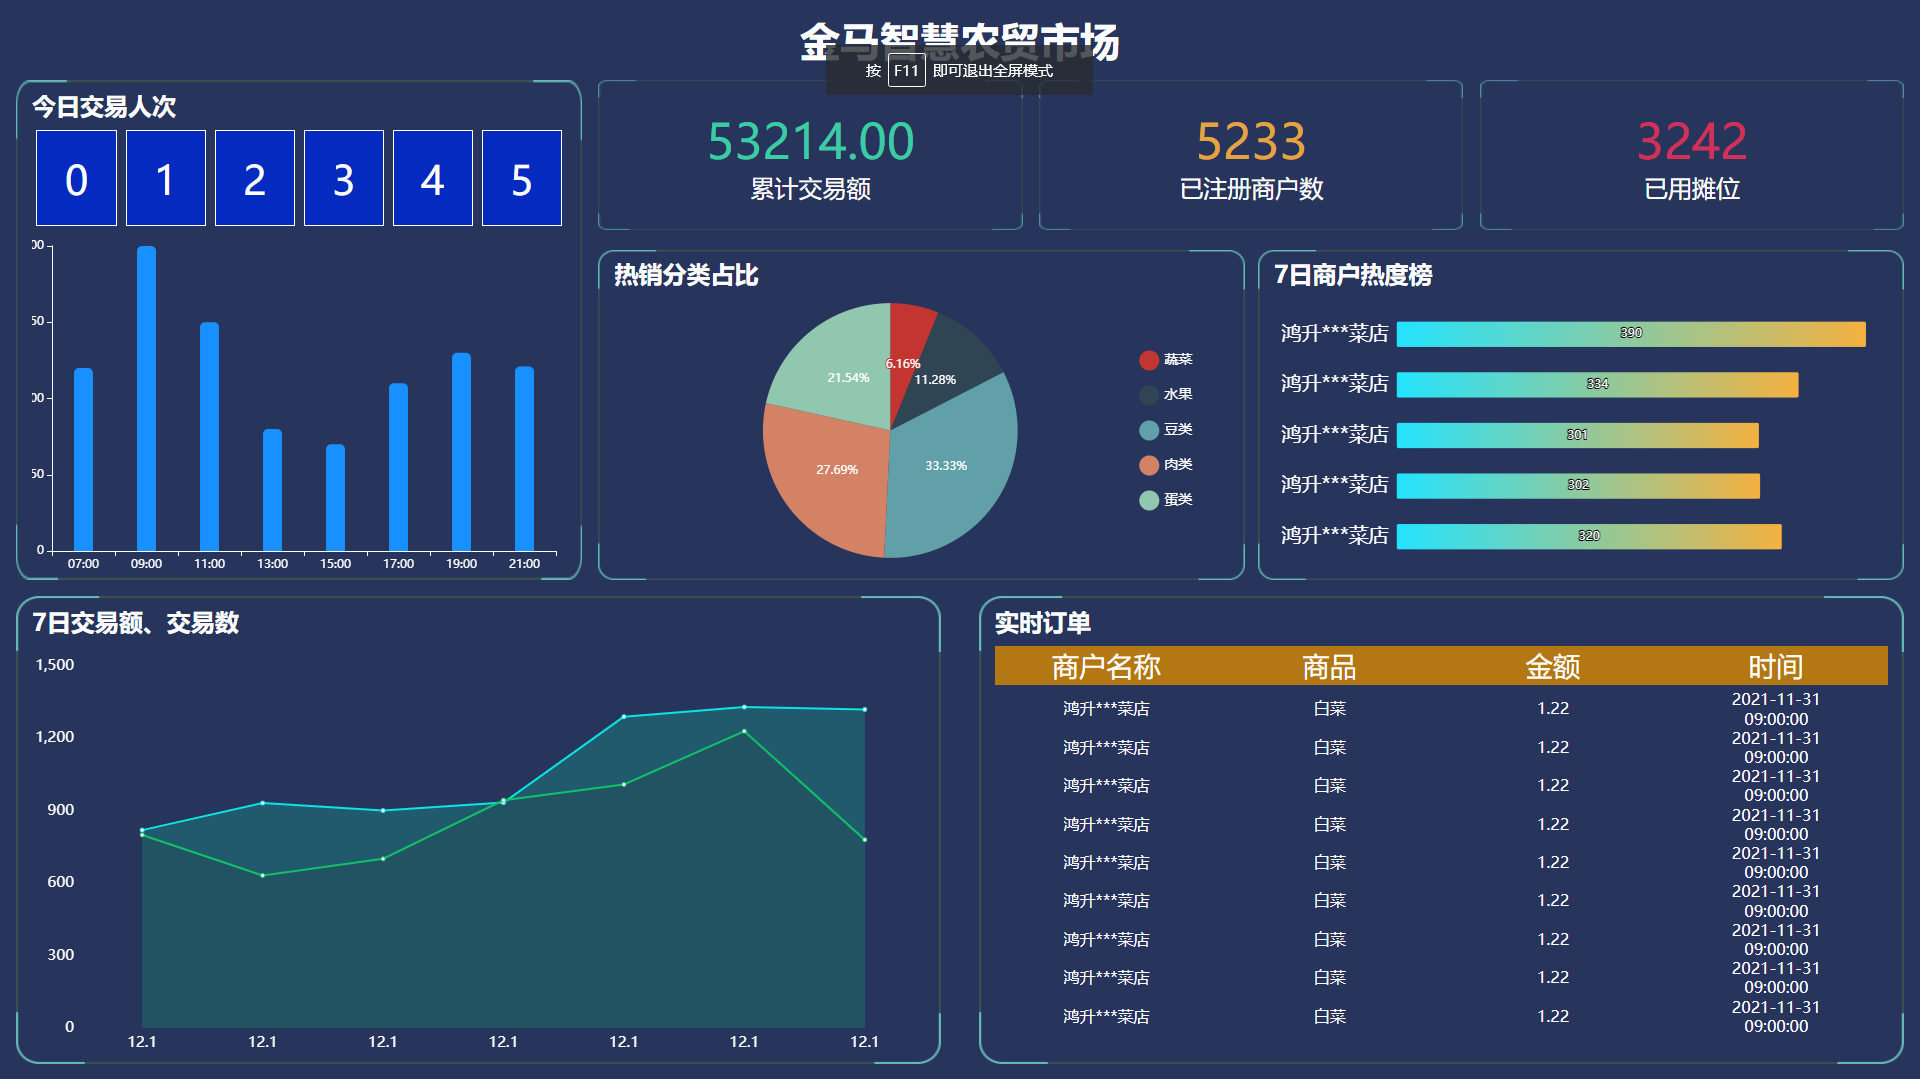 金马智慧农贸市场
按 F11 即可退出全屏模式
今日交易人次
0 1 2 3 4 5
00
50
00
50
0
07:00 09:00 11:00 13:00 15:00 17:00 19:00 21:00
53214.00
累计交易额
5233
已注册商户数
3242
已用摊位
热销分类占比
6.16%
11.28%
33.33%
27.69%
21.54%
蔬菜
水果
豆类
肉类
蛋类
7日商户热度榜
鸿升***菜店 390
鸿升***菜店 334
鸿升***菜店 301
鸿升***菜店 302
鸿升***菜店 320
7日交易额、交易数
1,500
1,200
900
600
300
0
12.1 12.1 12.1 12.1 12.1 12.1 12.1
实时订单
商户名称 商品 金额 时间
鸿升***菜店 白菜 1.22 2021-11-31
09:00:00
鸿升***菜店 白菜 1.22 2021-11-31
09:00:00
鸿升***菜店 白菜 1.22 2021-11-31
09:00:00
鸿升***菜店 白菜 1.22 2021-11-31
09:00:00
鸿升***菜店 白菜 1.22 2021-11-31
09:00:00
鸿升***菜店 白菜 1.22 2021-11-31
09:00:00
鸿升***菜店 白菜 1.22 2021-11-31
09:00:00
鸿升***菜店 白菜 1.22 2021-11-31
09:00:00
鸿升***菜店 白菜 1.22 2021-11-31
09:00:00